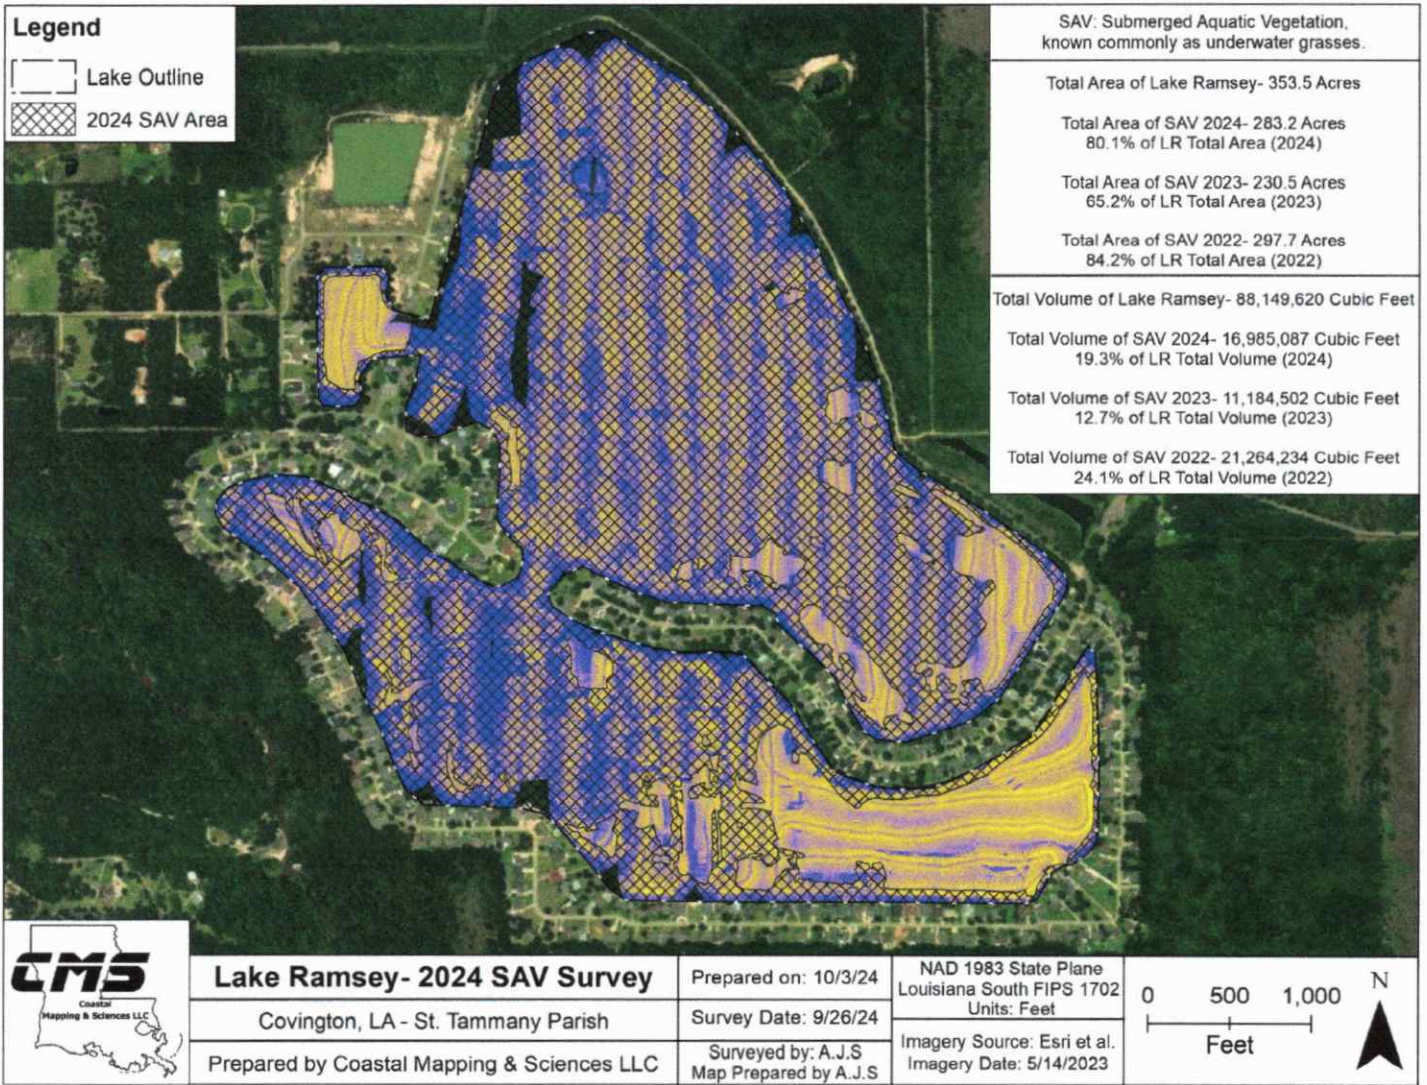 Legend
Lake Outline
2024 SAV Area
SAV: Submerged Aquatic Vegetation,
known commonly as underwater grasses.
Total Area of Lake Ramsey- 353.5 Acres
Total Area of SAV 2024- 283.2 Acres
80.1% of LR Total Area (2024)
Total Area of SAV 2023- 230.5 Acres
65.2% of LR Total Area (2023)
Total Area of SAV 2022- 297.7 Acres
84.2% of LR Total Area (2022)
Total Volume of Lake Ramsey- 88,149,620 Cubic Feet
Total Volume of SAV 2024- 16,985,087 Cubic Feet
19.3% of LR Total Volume (2024)
Total Volume of SAV 2023- 11,184,502 Cubic Feet
12.7% of LR Total Volume (2023)
Total Volume of SAV 2022- 21,264,234 Cubic Feet
24.1% of LR Total Volume (2022)
CMS
Coastal
Mapping & Sciences LLC
Lake Ramsey- 2024 SAV Survey
Covington, LA - St. Tammany Parish
Prepared by Coastal Mapping & Sciences LLC
Prepared on: 10/3/24
Survey Date: 9/26/24
Surveyed by: A.J.S
Map Prepared by A.J.S
NAD 1983 State Plane
Louisiana South FIPS 1702
Units: Feet
Imagery Source: Esri et al.
Imagery Date: 5/14/2023
0 500 1,000
Feet
N